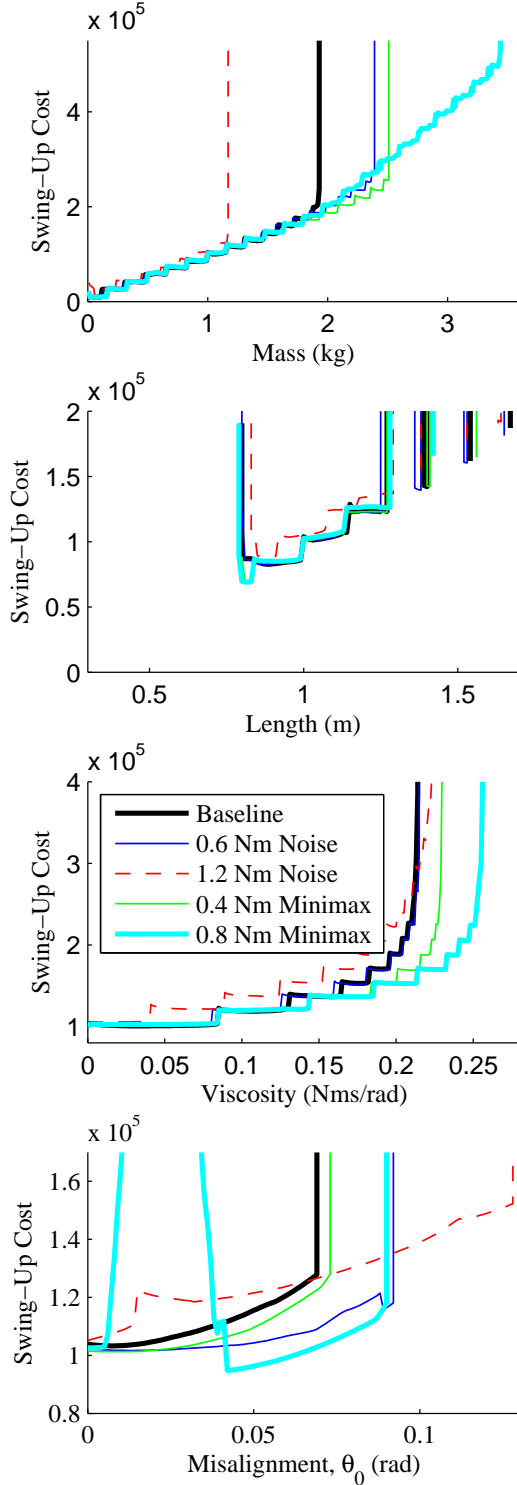 x 10^5
4
2
0
Swing-Up Cost
0 1 2 3
Mass (kg)
x 10^5
2
1.5
1
0.5
0
Swing-Up Cost
0.5 1 1.5
Length (m)
x 10^5
4
3
2
1
Swing-Up Cost
Baseline
0.6 Nm Noise
1.2 Nm Noise
0.4 Nm Minimax
0.8 Nm Minimax
0 0.05 0.1 0.15 0.2 0.25
Viscosity (Nms/rad)
x 10^5
1.6
1.4
1.2
1
0.8
Swing-Up Cost
0 0.05 0.1
Misalignment, θ_0 (rad)